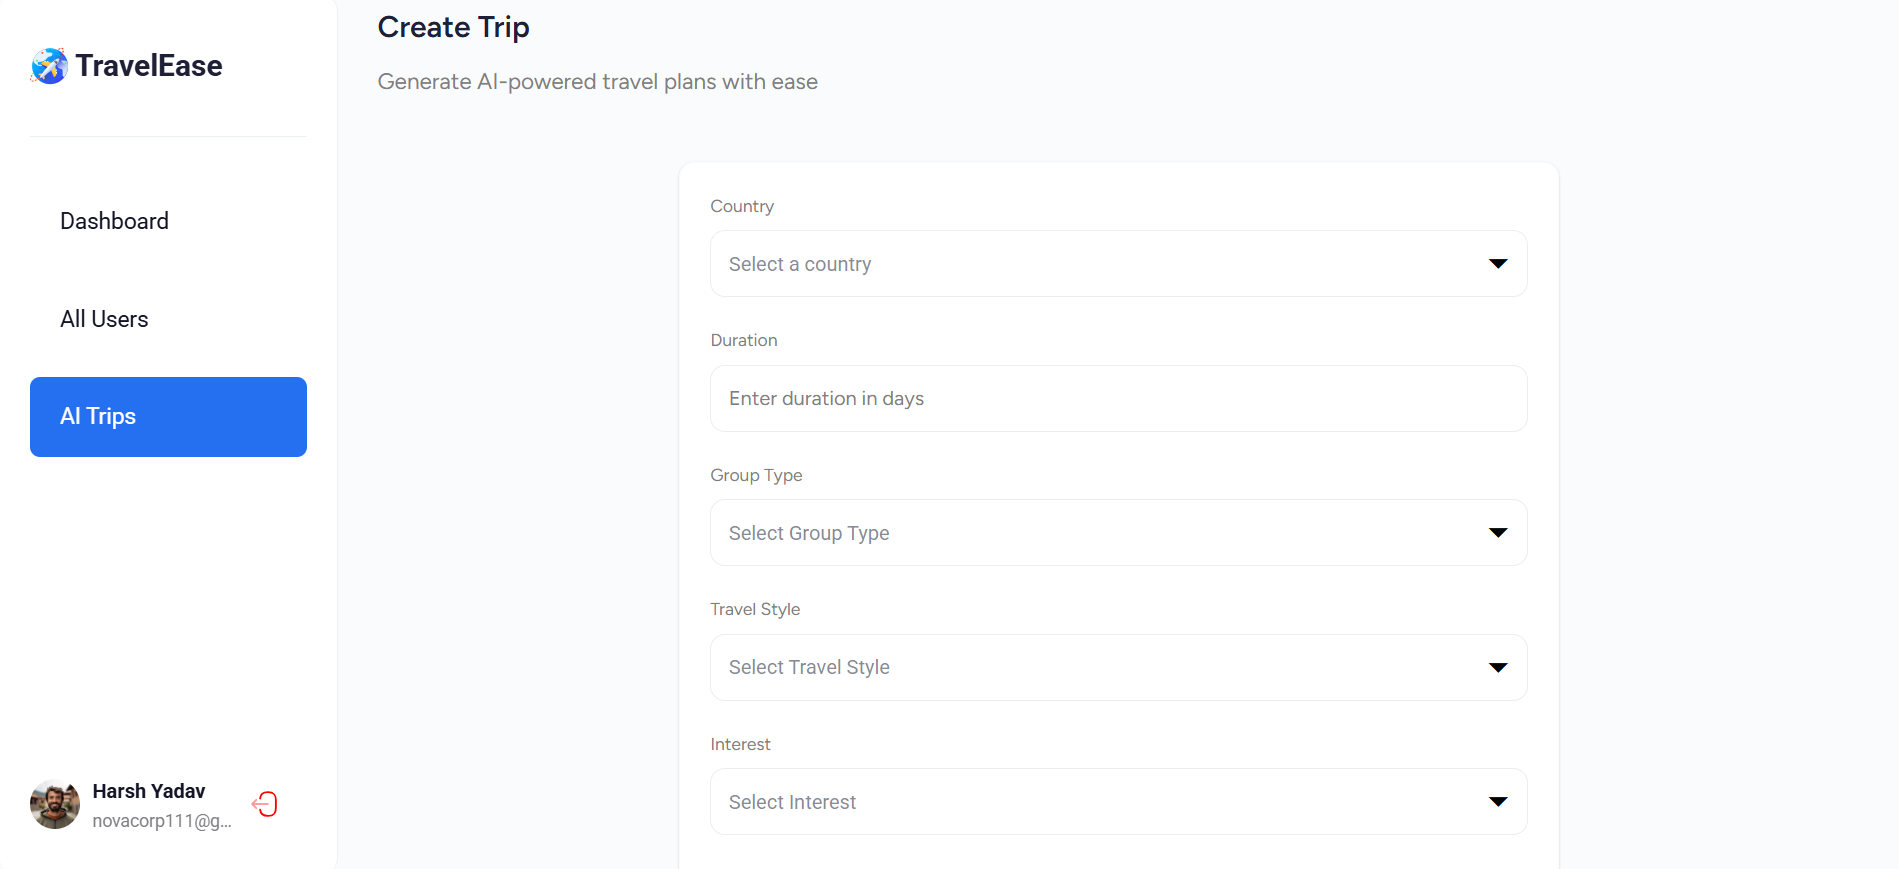 TravelEase
Dashboard
All Users
AI Trips
Harsh Yadav
novacorp111@g...
Create Trip
Generate AI-powered travel plans with ease
Country
Select a country
Duration
Enter duration in days
Group Type
Select Group Type
Travel Style
Select Travel Style
Interest
Select Interest